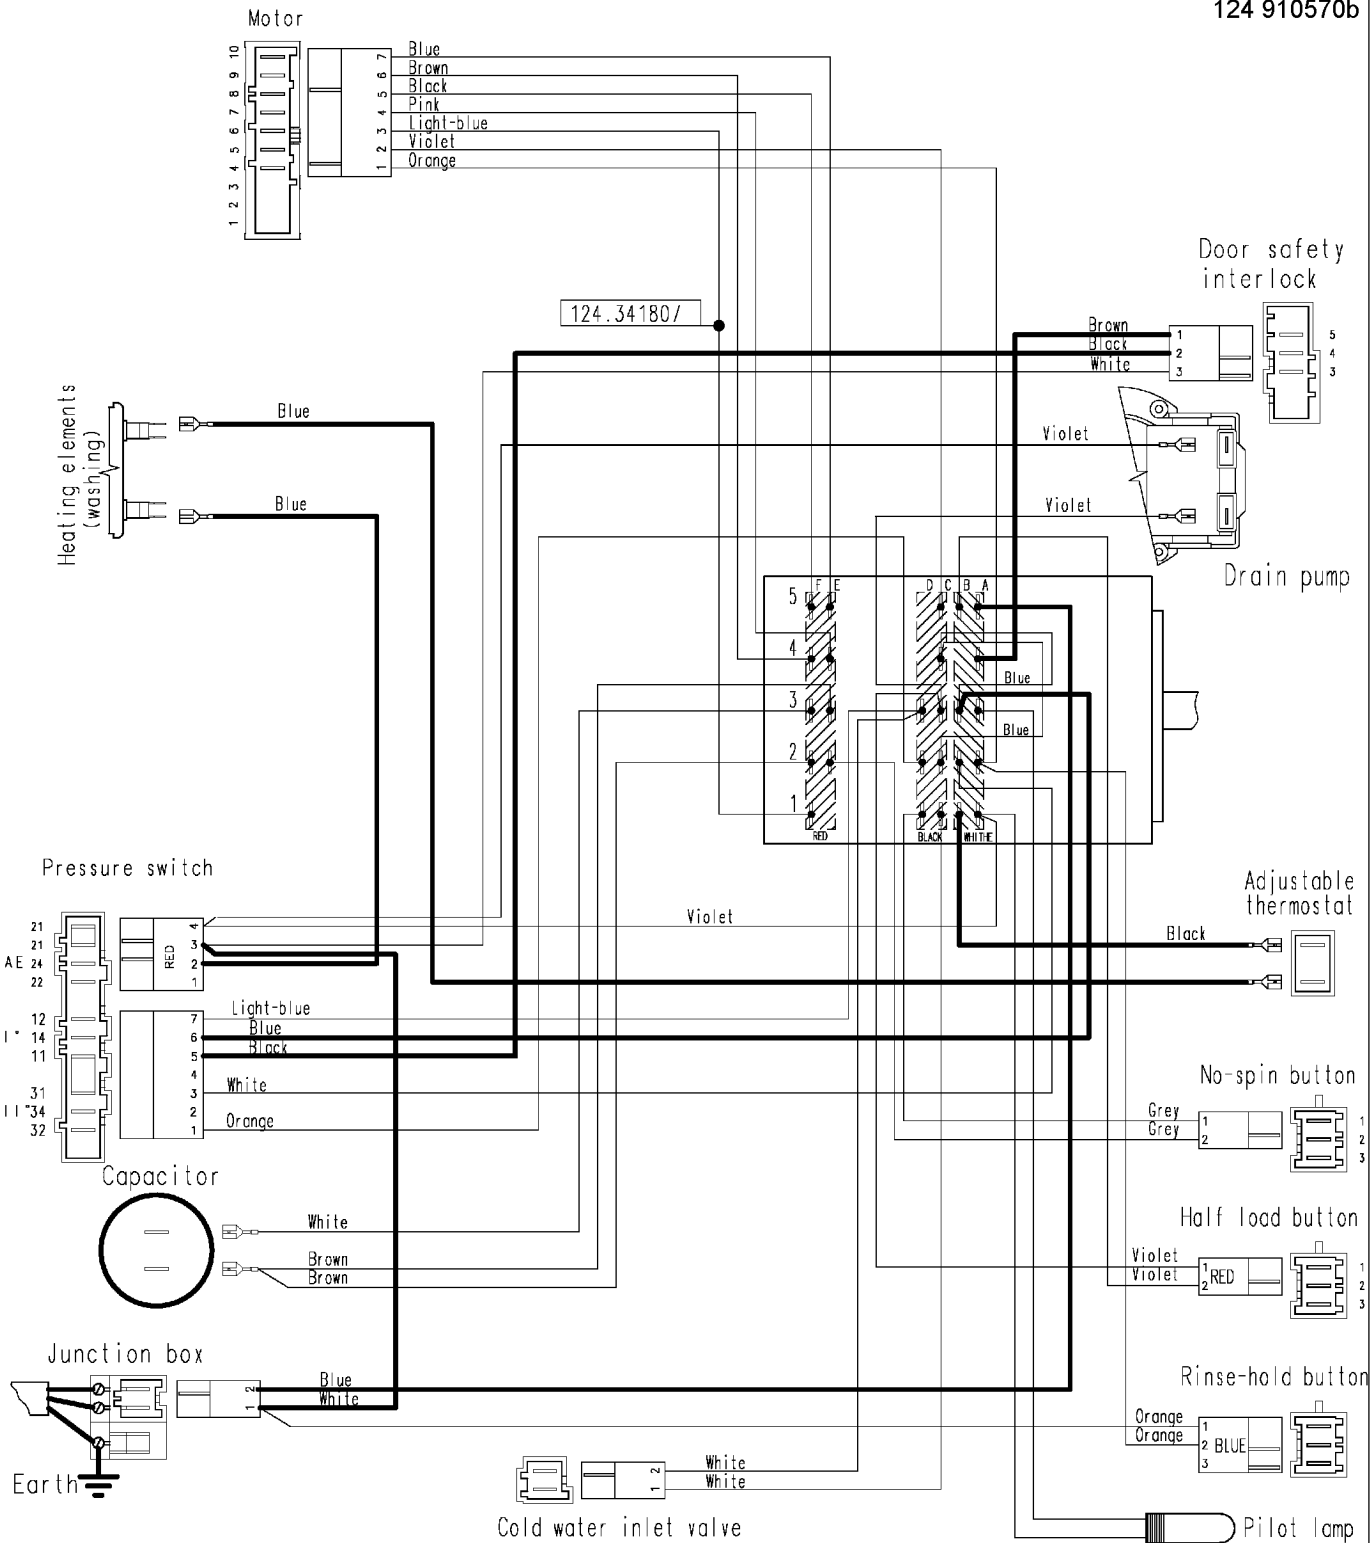 124 910570b
Motor
10
9
8
7
6
5
4
3
2
1
7
6
5
4
3
2
1
Blue
Brown
Black
Pink
Light-blue
Violet
Orange
Door safety
interlock
124.34180/
Brown
Black
White
1
2
3
5
4
3
Heating elements
(washing)
Blue
Blue
Violet
Violet
Drain pump
F E
D C B A
5
4
3
2
1
Blue
Blue
RED
BLACK
WHITHE
Pressure switch
21
21
AE 24
22
12
I° 14
11
31
II°34
32
RED
4
3
2
1
7
6
5
4
3
2
1
Violet
Light-blue
Blue
Black
White
Orange
Adjustable
thermostat
Black
No-spin button
Grey
Grey
1
2
1
2
3
Capacitor
White
Brown
Brown
Half load button
Violet
Violet
1
2
RED
1
2
3
Junction box
2
1
Blue
White
Earth
Rinse-hold button
Orange
Orange
1
2 BLUE
3
2
1
White
White
Cold water inlet valve
Pilot lamp